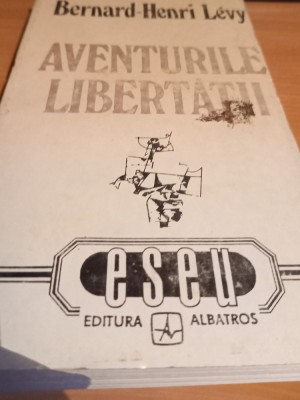 Bernard-Henri Lévy
AVENTURILE
LIBERTĂȚII
eseu
EDITURA ALBATROS